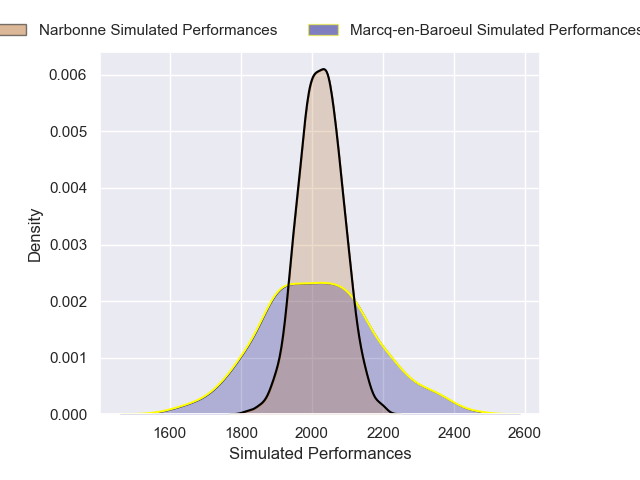 Narbonne Simulated Performances
Marcq-en-Baroeul Simulated Performances
0.006
0.005
0.004
0.003
0.002
0.001
0.000
Density
1600 1800 2000 2200 2400 2600
Simulated Performances